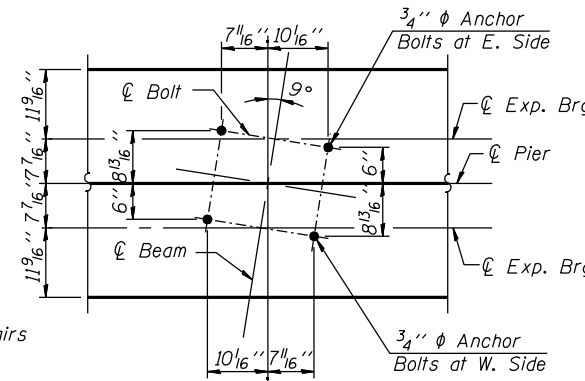 7 11/16" 10 1/16"
3/4" ϕ Anchor
Bolts at E. Side
9°
℄ Bolt
11 9/16"
7 7/16"
7 7/16"
11 9/16"
8 13/16"
6"
6"
8 13/16"
℄ Exp. Brg
℄ Pier
℄ Exp. Brg
℄ Beam
airs
3/4" ϕ Anchor
Bolts at W. Side
10 1/16" 7 11/16"